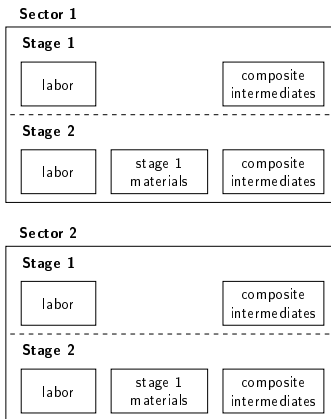 Sector 1
Stage 1
labor
composite
intermediates
Stage 2
labor
stage 1
materials
composite
intermediates
Sector 2
Stage 1
labor
composite
intermediates
Stage 2
labor
stage 1
materials
composite
intermediates